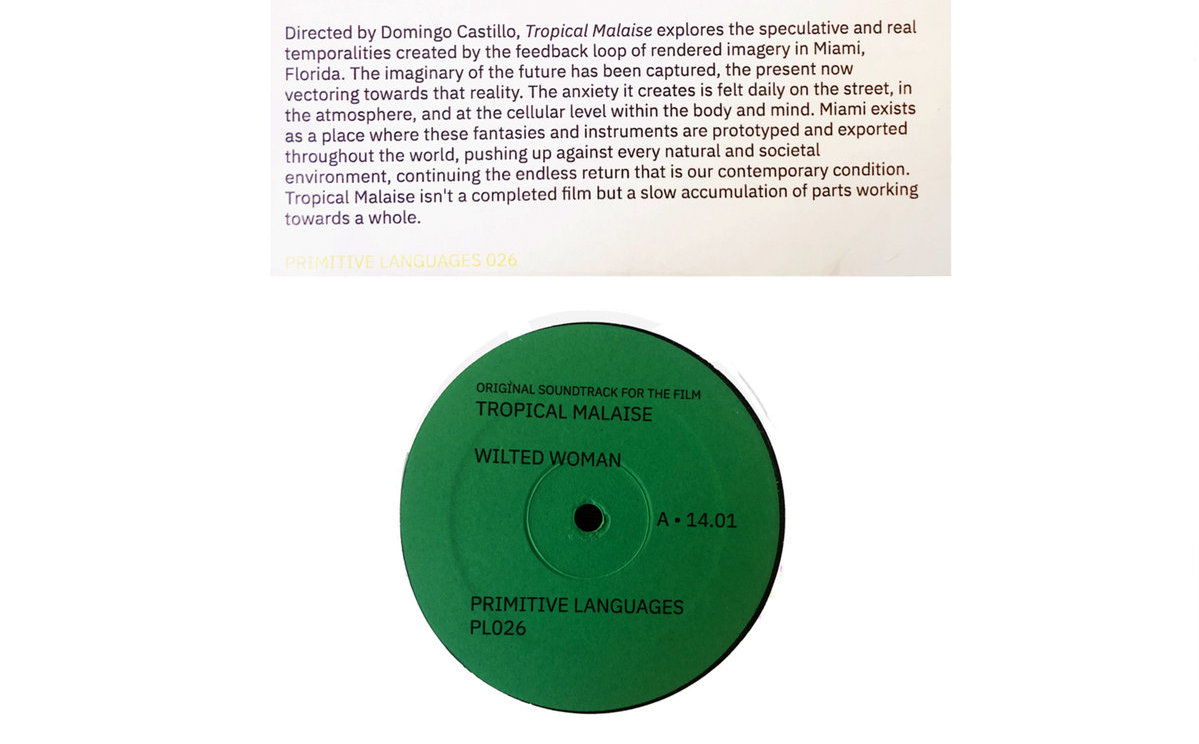 Directed by Domingo Castillo, Tropical Malaise explores the speculative and real
temporalities created by the feedback loop of rendered imagery in Miami,
Florida. The imaginary of the future has been captured, the present now
vectoring towards that reality. The anxiety it creates is felt daily on the street, in
the atmosphere, and at the cellular level within the body and mind. Miami exists
as a place where these fantasies and instruments are prototyped and exported
throughout the world, pushing up against every natural and societal
environment, continuing the endless return that is our contemporary condition.
Tropical Malaise isn't a completed film but a slow accumulation of parts working
towards a whole.
PRIMITIVE LANGUAGES 026
ORIGINAL SOUNDTRACK FOR THE FILM
TROPICAL MALAISE
WILTED WOMAN
A • 14.01
PRIMITIVE LANGUAGES
PL026